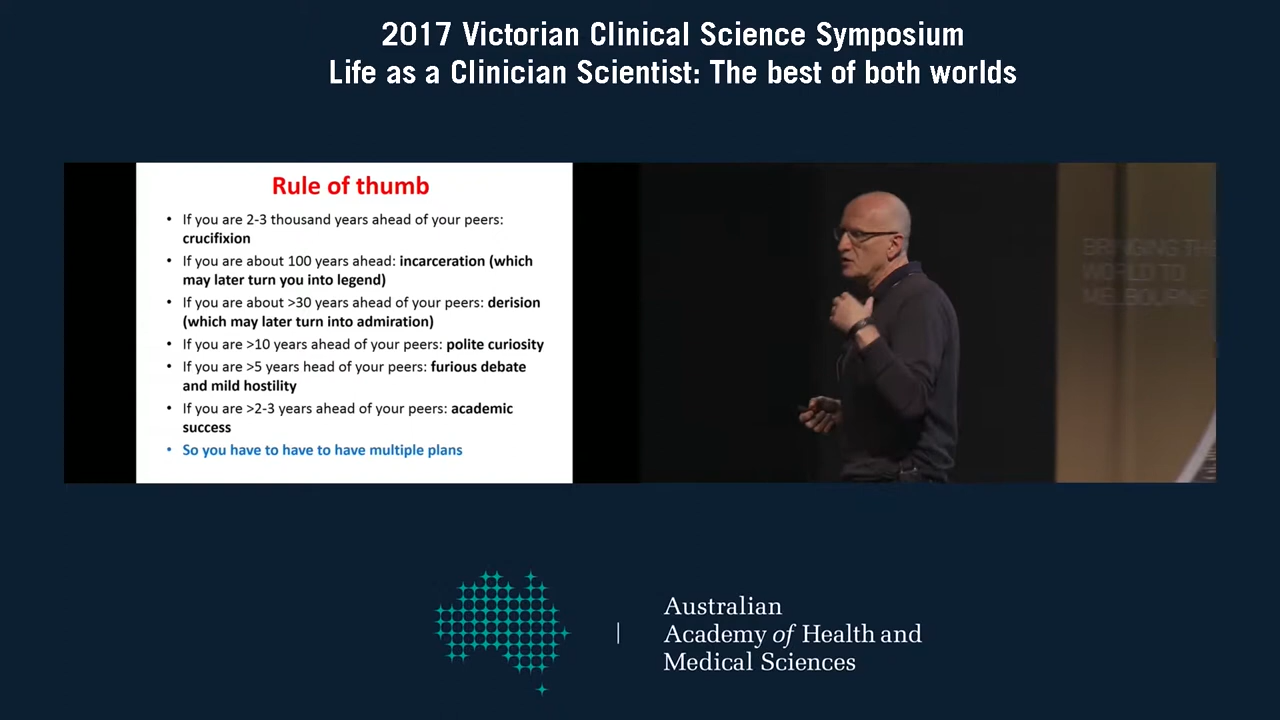 2017 Victorian Clinical Science Symposium
Life as a Clinician Scientist: The best of both worlds
Rule of thumb
• If you are 2-3 thousand years ahead of your peers:
crucifixion
• If you are about 100 years ahead: incarceration (which
may later turn you into legend)
• If you are about >30 years ahead of your peers: derision
(which may later turn into admiration)
• If you are >10 years ahead of your peers: polite curiosity
• If you are >5 years head of your peers: furious debate
and mild hostility
• If you are >2-3 years ahead of your peers: academic
success
• So you have to have to have multiple plans
BRINGING THE
WORLD TO
MELBOURNE
Australian
Academy of Health and
Medical Sciences